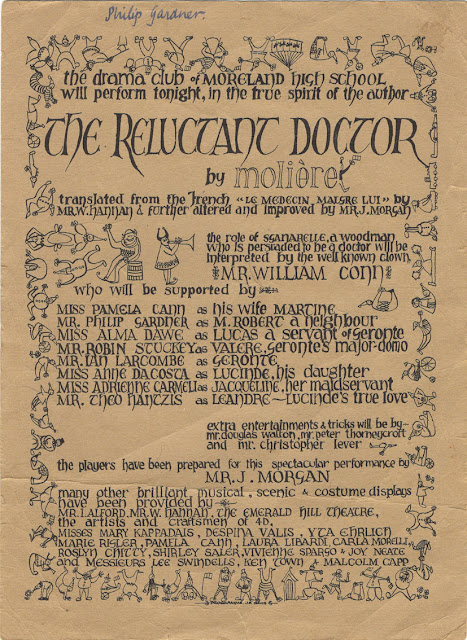 Philip Gardner.
the drama club of MORELAND HIGH SCHOOL
will perform tonight, in the true spirit of the author
THE RELUCTANT DOCTOR
by molière
translated from the French "LE MEDECIN MALGRE LUI" by
MR.W.HANNAN & further altered and improved by MR.J.MORGAN
the role of SGANARELLE, a woodman
who is persuaded to be a doctor will be
interpreted by the well known clown
MR.WILLIAM CONN
who will be supported by
MISS PAMELA CANN as his wife MARTINE
MR. PHILIP GARDNER as M. ROBERT a neighbour
MISS ALMA DAWE as LUCAS a servant of Geronte
MR. ROBIN STUCKEY as VALERE, Geronte's major-domo
MR. IAN LARCOMBE as GERONTE
MISS ANNE DACOSTA as LUCINDE, his daughter
MISS ADRIENNE CARMELI as JACQUELINE, her maidservant
MR. THEO HANTZIS as LEANDRE ~ Lucinde's true love
extra entertainments & tricks will be by ~
mr. douglas walton, mr. peter thorneycroft
and mr. christopher lever
the players have been prepared for this spectacular performance by
MR. J. MORGAN
many other brilliant musical, scenic & costume displays
have been provided by
MR. I. LALFORD, MR. W. HANNAN, THE EMERALD HILL THEATRE,
the artists and craftsmen of 4D.
MISSES MARY KAPPADAIS, DESPINA VALIS, YTA EHRLICH
MARIE RIGLER, PAMELA CANN, LAURA LIBARN, CARLA MORELLI,
ROSLYN CHITTY, SHIRLEY SALER, VIVIENNE SPARGO & JOY NEATE
and MESSIEURS LEE SWINDELLS, KEN TOWN & MALCOLM CAPP
PROGRAMME